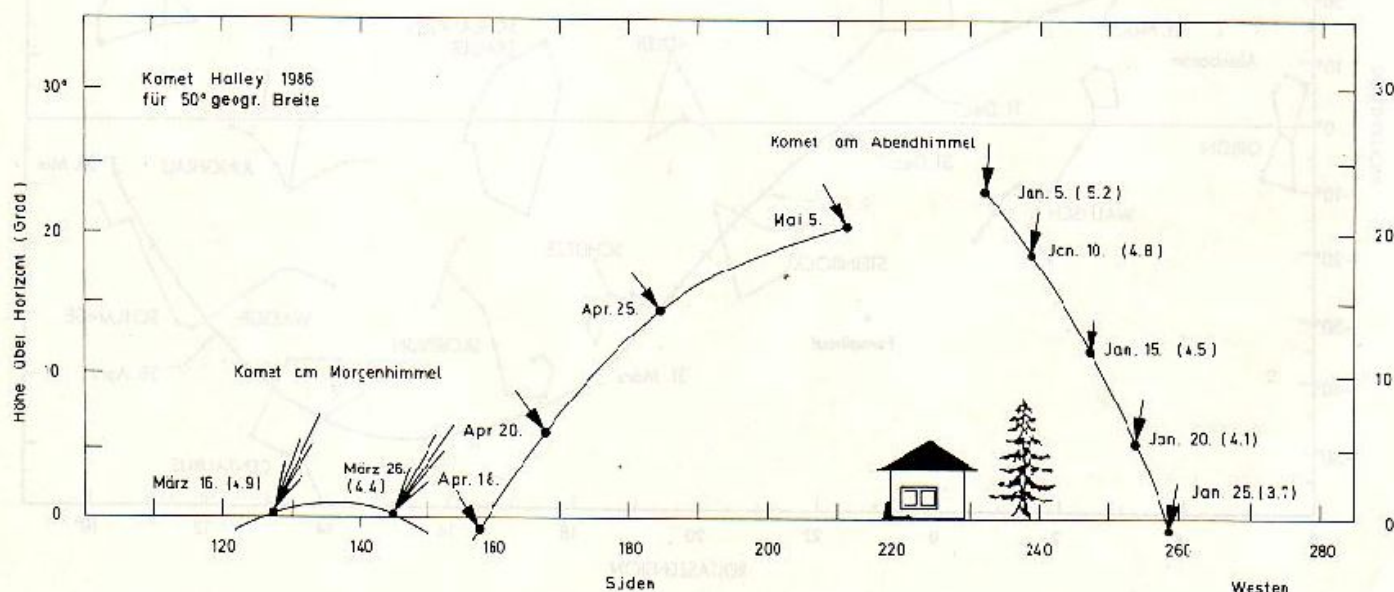 Komet Halley 1986
für 50° geogr. Breite
Höhe über Horizont (Grad)
30°
20
10
0
30
20
10
0
Komet am Abendhimmel
Jan. 5. (5.2)
Jan. 10. (4.8)
Jan. 15. (4.5)
Jan. 20. (4.1)
Jan. 25. (3.7)
Mai 5.
Apr. 25.
Apr 20.
Apr. 16.
Komet am Morgenhimmel
März 16. (4.9)
März 26.
(4.4)
120
140
160
180
200
220
240
260
280
Süden
Westen